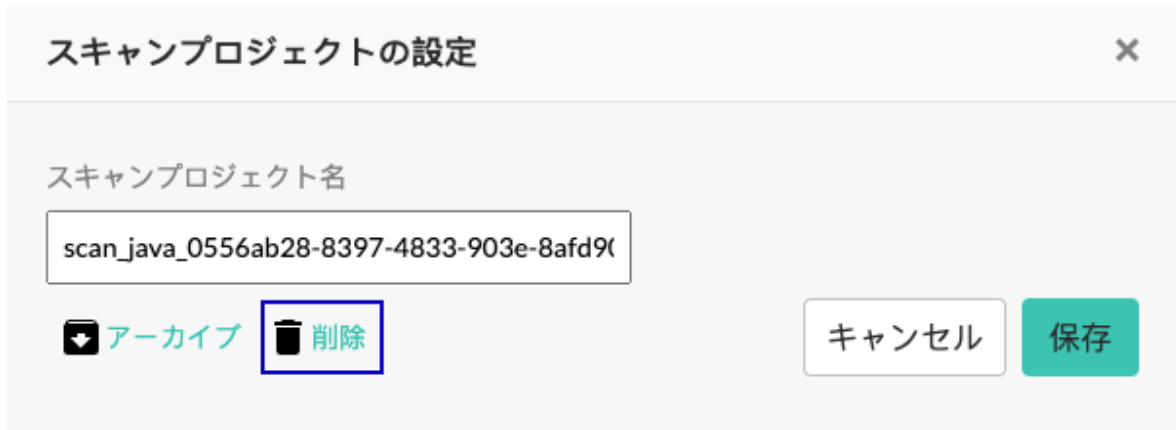 スキャンプロジェクトの設定 ×
スキャンプロジェクト名
scan_java_0556ab28-8397-4833-903e-8afd9
アーカイブ 削除 キャンセル 保存